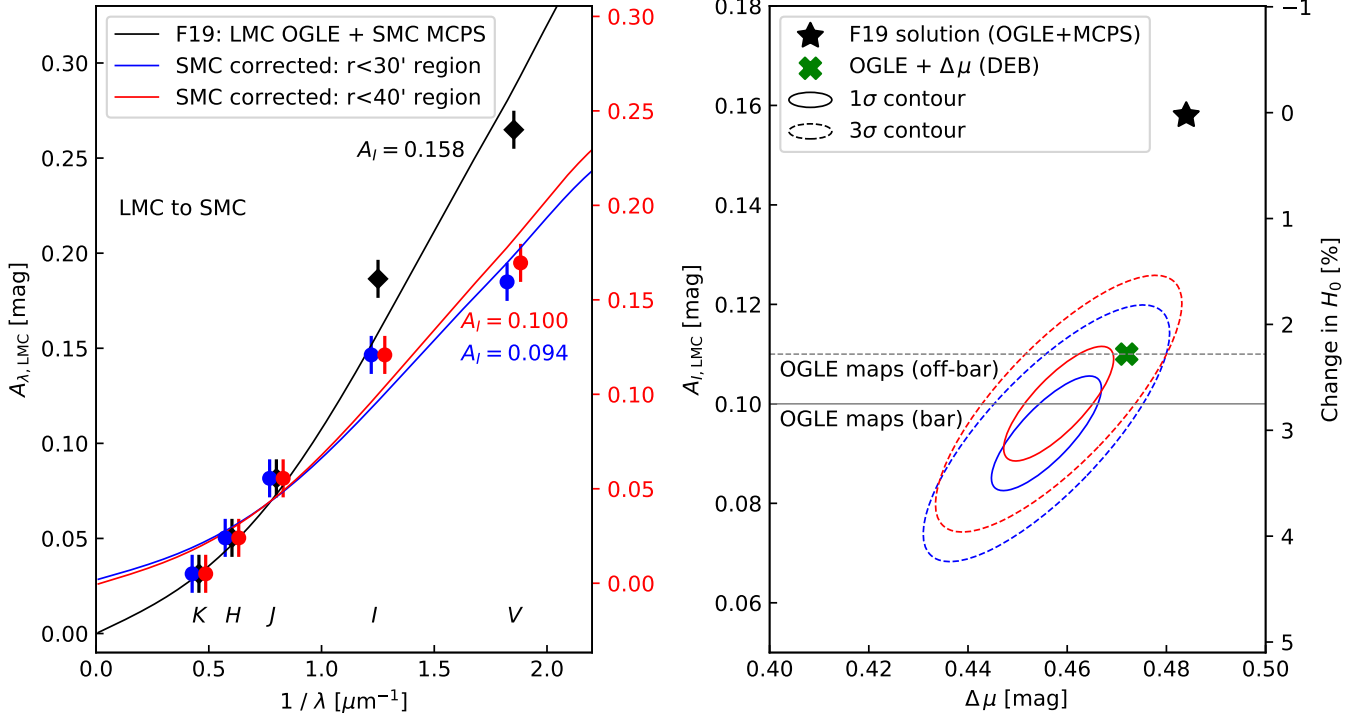 F19: LMC OGLE + SMC MCPS
SMC corrected: r<30' region
SMC corrected: r<40' region
A_I = 0.158
LMC to SMC
A_I = 0.100
A_I = 0.094
K H J I V
0.00
0.05
0.10
0.15
0.20
0.25
0.30
A_{λ, LMC} [mag]
0.0 0.5 1.0 1.5 2.0
1 / λ [μm⁻¹]
0.30
0.25
0.20
0.15
0.10
0.05
0.00
F19 solution (OGLE+MCPS)
OGLE + Δμ (DEB)
1σ contour
3σ contour
OGLE maps (off-bar)
OGLE maps (bar)
0.18
0.16
0.14
0.12
0.10
0.08
0.06
A_{I, LMC} [mag]
0.40 0.42 0.44 0.46 0.48 0.50
Δμ [mag]
−1
0
1
2
3
4
5
Change in H₀ [%]